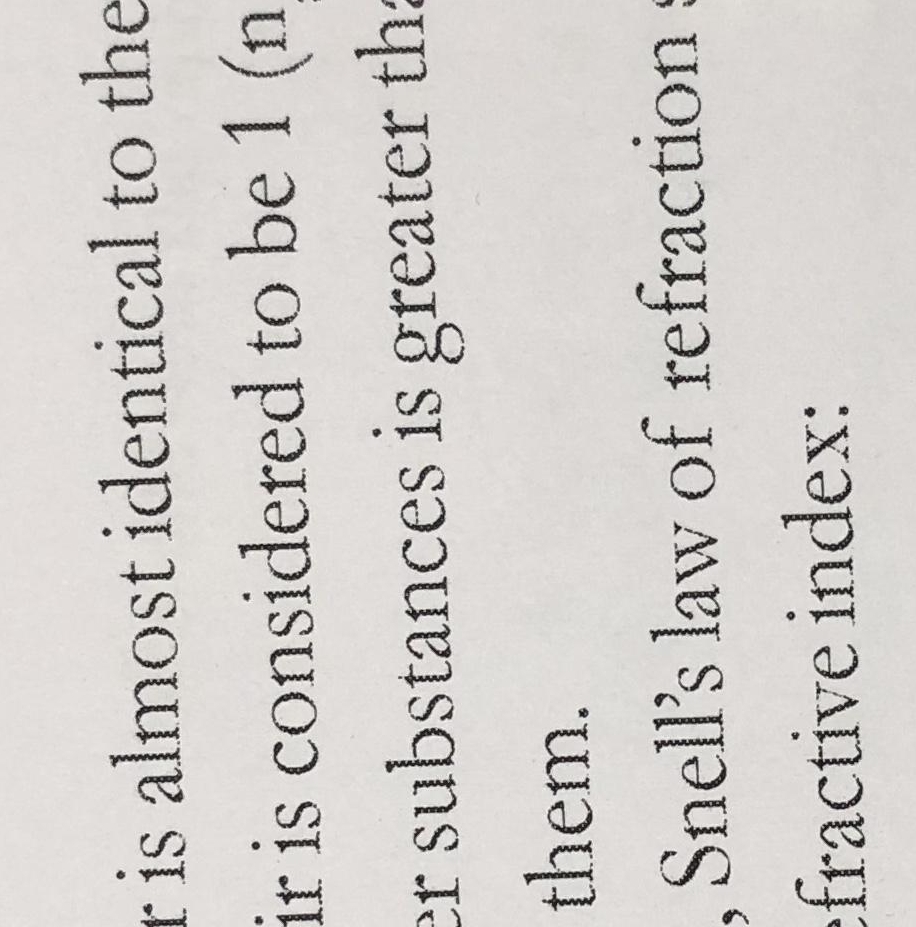 r is almost identical to the
ir is considered to be 1 (n
er substances is greater tha
them.
, Snell's law of refraction s
efractive index: